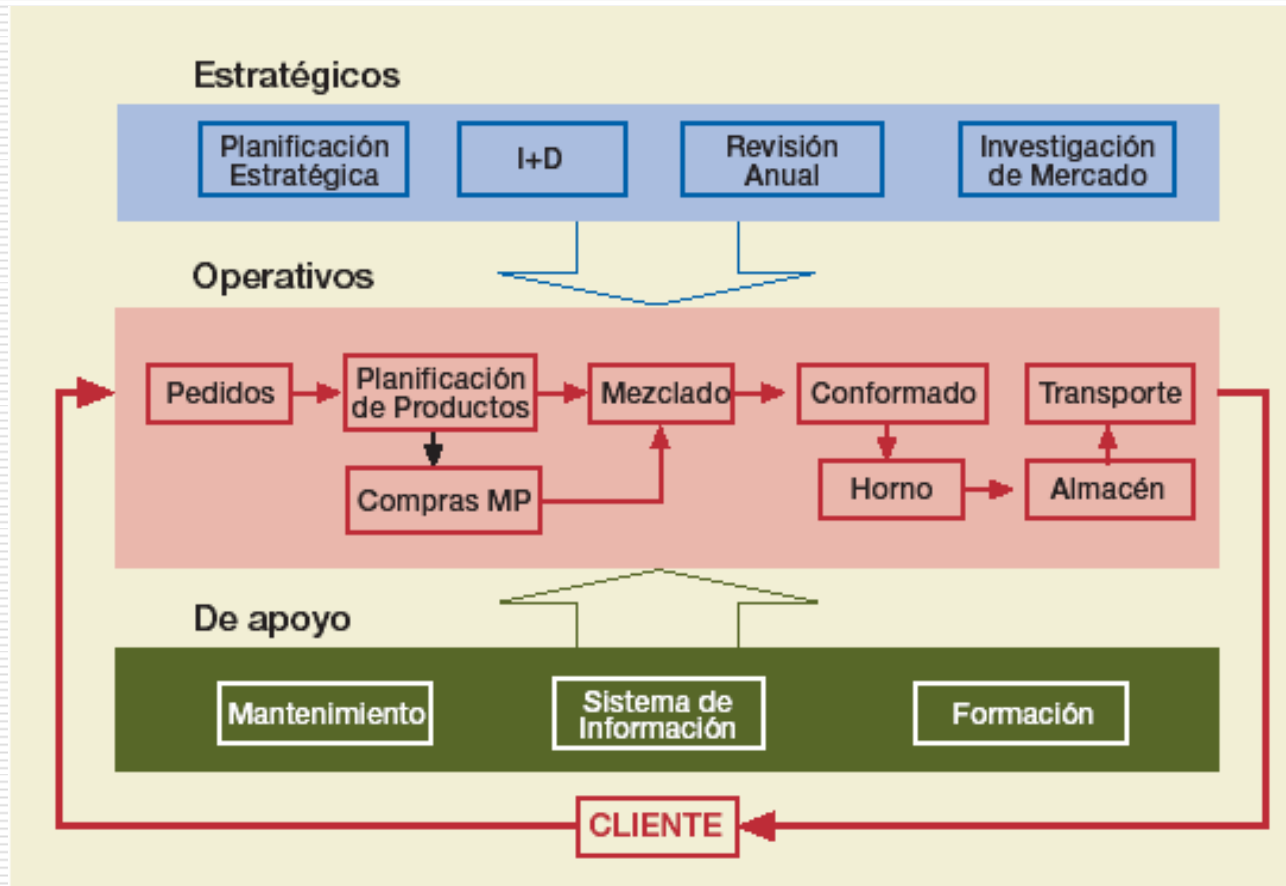 Estratégicos
Planificación
Estratégica
I+D
Revisión
Anual
Investigación
de Mercado
Operativos
Pedidos
Planificación
de Productos
Mezclado
Conformado
Transporte
Compras MP
Horno
Almacén
De apoyo
Mantenimiento
Sistema de
Información
Formación
CLIENTE